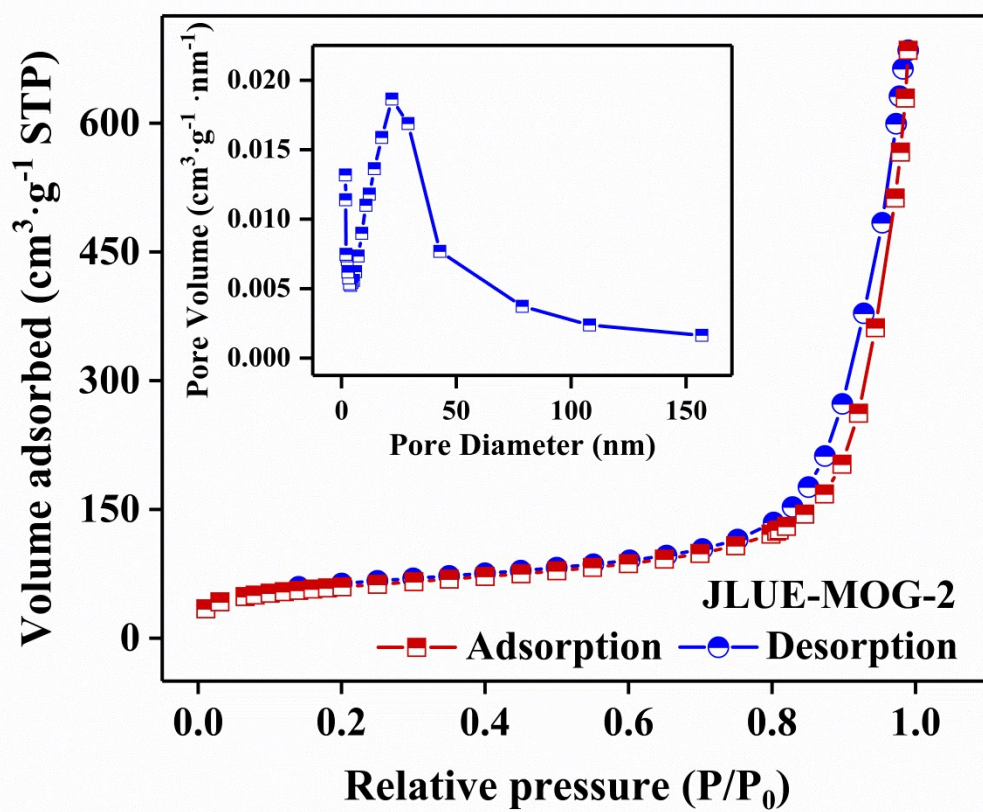 Volume adsorbed (cm³·g⁻¹ STP)
600
450
300
150
0
Pore Volume (cm³·g⁻¹ ·nm⁻¹)
0.020
0.015
0.010
0.005
0.000
0 50 100 150
Pore Diameter (nm)
JLUE-MOG-2
Adsorption Desorption
0.0 0.2 0.4 0.6 0.8 1.0
Relative pressure (P/P₀)